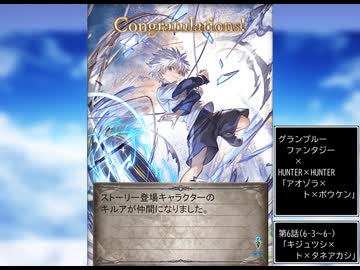 Congratulations!
ストーリー登場キャラクターの
キルアが仲間になりました。
グランブルー
ファンタジー
×
HUNTER×HUNTER
「アオゾラ×
ト×ボウケン」
第6話(6-3～6-)
「キジュツシ×
ト×タネアカシ」